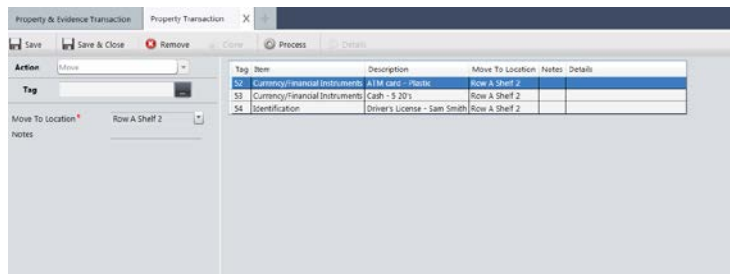 Property & Evidence Transaction
Property Transaction X +
Save
Save & Close
Remove
Clone
Process
Details
Action Move
Tag ...
Move To Location * Row A Shelf 2
Notes
Tag Item Description Move To Location Notes Details
52 Currency/Financial Instruments ATM card - Plastic Row A Shelf 2
53 Currency/Financial Instruments Cash - 5 20's Row A Shelf 2
54 Identification Driver's License - Sam Smith Row A Shelf 2